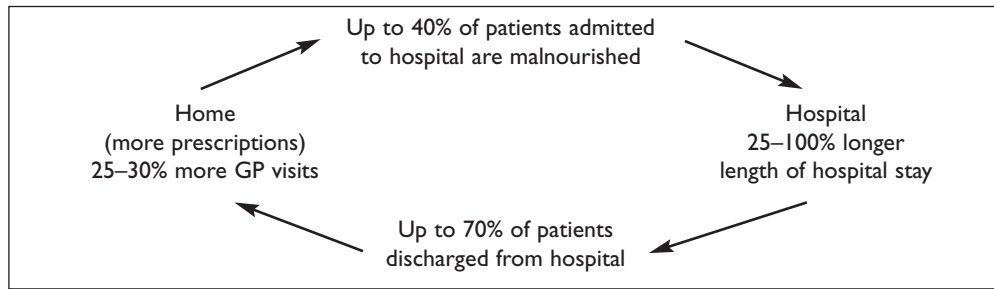 Up to 40% of patients admitted
to hospital are malnourished
Home
(more prescriptions)
25–30% more GP visits
Hospital
25–100% longer
length of hospital stay
Up to 70% of patients
discharged from hospital